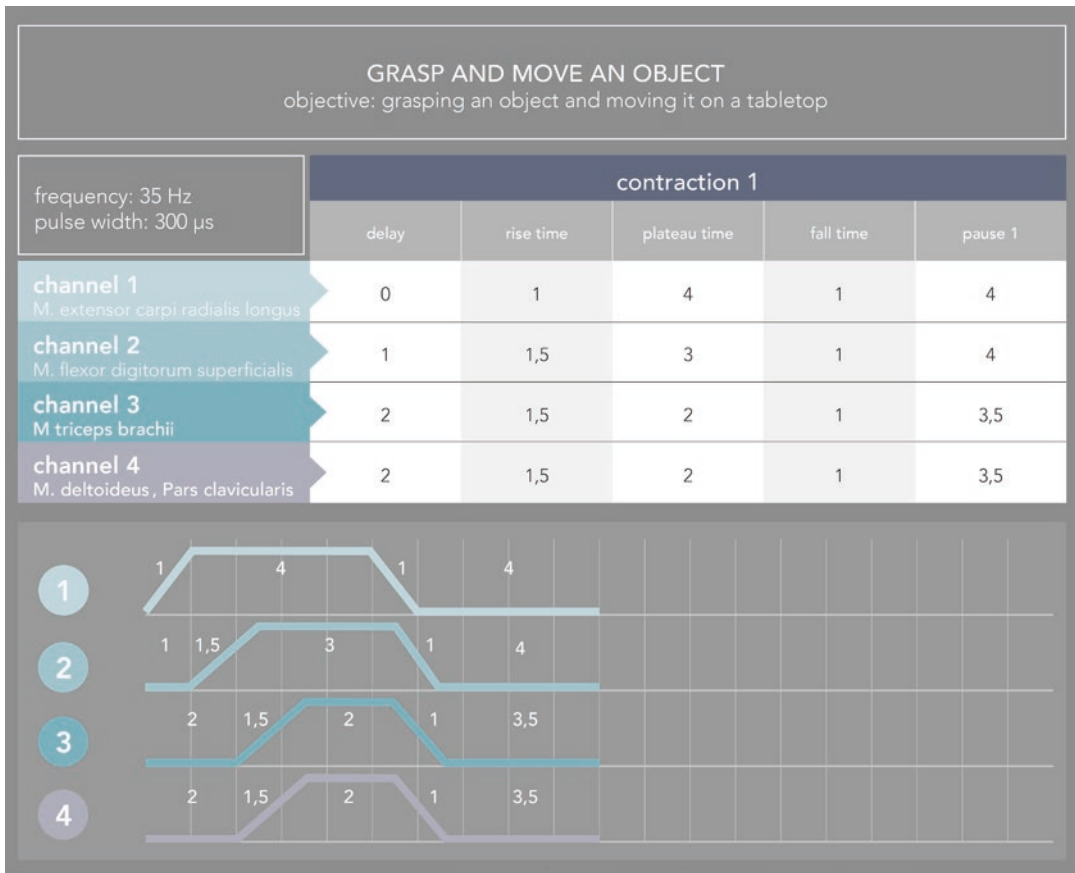 GRASP AND MOVE AN OBJECT
objective: grasping an object and moving it on a tabletop
frequency: 35 Hz
pulse width: 300 µs
contraction 1
delay rise time plateau time fall time pause 1
channel 1
M. extensor carpi radialis longus
0 1 4 1 4
channel 2
M. flexor digitorum superficialis
1 1,5 3 1 4
channel 3
M triceps brachii
2 1,5 2 1 3,5
channel 4
M. deltoideus, Pars clavicularis
2 1,5 2 1 3,5
1 1 4 1 4
2 1 1,5 3 1 4
3 2 1,5 2 1 3,5
4 2 1,5 2 1 3,5